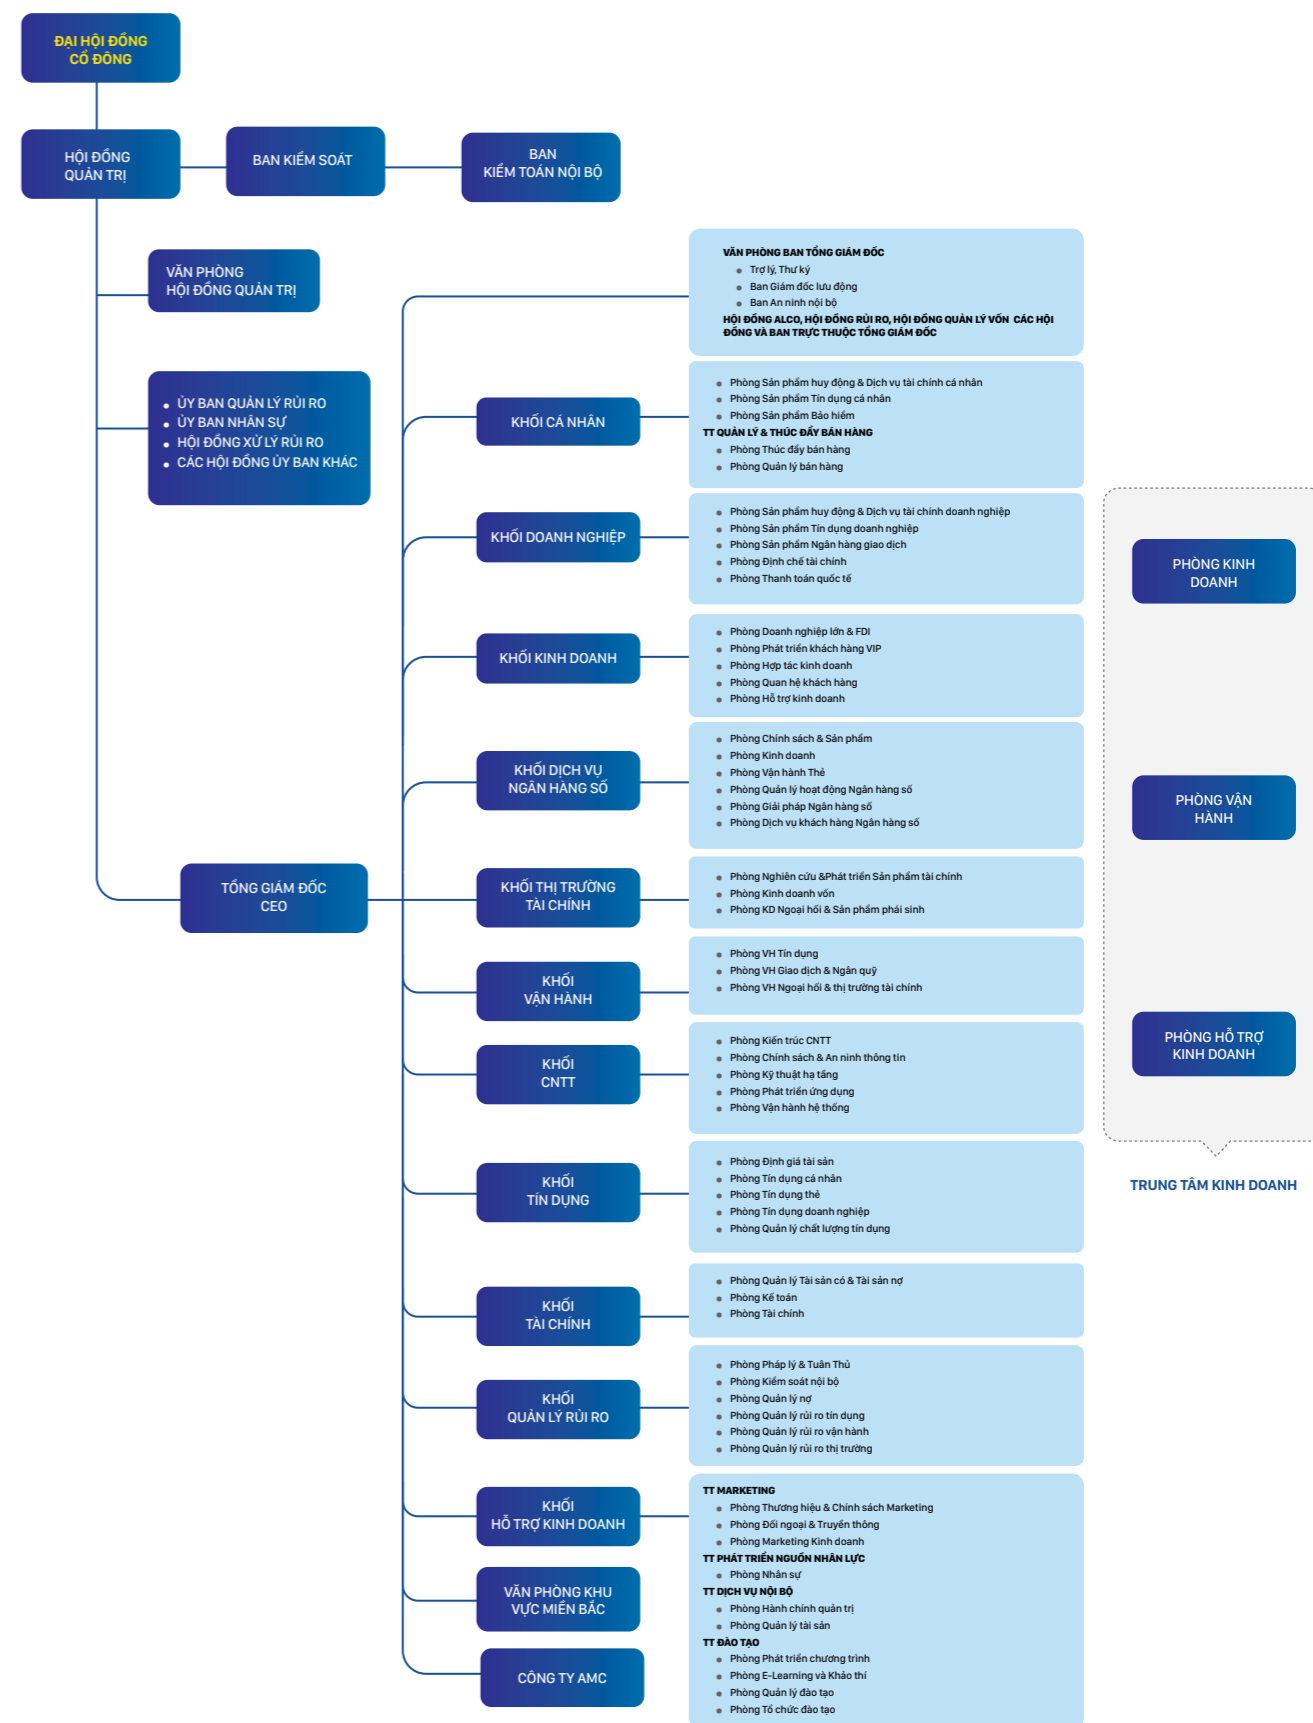 ĐẠI HỘI ĐỒNG
CỔ ĐÔNG
HỘI ĐỒNG
QUẢN TRỊ
BAN KIỂM SOÁT
BAN
KIỂM TOÁN NỘI BỘ
VĂN PHÒNG
HỘI ĐỒNG QUẢN TRỊ
ỦY BAN QUẢN LÝ RỦI RO
ỦY BAN NHÂN SỰ
HỘI ĐỒNG XỬ LÝ RỦI RO
CÁC HỘI ĐỒNG ỦY BAN KHÁC
TỔNG GIÁM ĐỐC
CEO
VĂN PHÒNG BAN TỔNG GIÁM ĐỐC
Trợ lý, Thư ký
Ban Giám đốc lưu động
Ban An ninh nội bộ
HỘI ĐỒNG ALCO, HỘI ĐỒNG RỦI RO, HỘI ĐỒNG QUẢN LÝ VỐN CÁC HỘI
ĐỒNG VÀ BAN TRỰC THUỘC TỔNG GIÁM ĐỐC
KHỐI CÁ NHÂN
Phòng Sản phẩm huy động & Dịch vụ tài chính cá nhân
Phòng Sản phẩm Tín dụng cá nhân
Phòng Sản phẩm Bảo hiểm
TT QUẢN LÝ & THÚC ĐẨY BÁN HÀNG
Phòng Thúc đẩy bán hàng
Phòng Quản lý bán hàng
KHỐI DOANH NGHIỆP
Phòng Sản phẩm huy động & Dịch vụ tài chính doanh nghiệp
Phòng Sản phẩm Tín dụng doanh nghiệp
Phòng Sản phẩm Ngân hàng giao dịch
Phòng Định chế tài chính
Phòng Thanh toán quốc tế
KHỐI KINH DOANH
Phòng Doanh nghiệp lớn & FDI
Phòng Phát triển khách hàng VIP
Phòng Hợp tác kinh doanh
Phòng Quan hệ khách hàng
Phòng Hỗ trợ kinh doanh
KHỐI DỊCH VỤ
NGÂN HÀNG SỐ
Phòng Chính sách & Sản phẩm
Phòng Kinh doanh
Phòng Vận hành Thẻ
Phòng Quản lý hoạt động Ngân hàng số
Phòng Giải pháp Ngân hàng số
Phòng Dịch vụ khách hàng Ngân hàng số
KHỐI THỊ TRƯỜNG
TÀI CHÍNH
Phòng Nghiên cứu &Phát triển Sản phẩm tài chính
Phòng Kinh doanh vốn
Phòng KD Ngoại hối & Sản phẩm phái sinh
KHỐI
VẬN HÀNH
Phòng VH Tín dụng
Phòng VH Giao dịch & Ngân quỹ
Phòng VH Ngoại hối & thị trường tài chính
KHỐI
CNTT
Phòng Kiến trúc CNTT
Phòng Chính sách & An ninh thông tin
Phòng Kỹ thuật hạ tầng
Phòng Phát triển ứng dụng
Phòng Vận hành hệ thống
KHỐI
TÍN DỤNG
Phòng Định giá tài sản
Phòng Tín dụng cá nhân
Phòng Tín dụng thẻ
Phòng Tín dụng doanh nghiệp
Phòng Quản lý chất lượng tín dụng
KHỐI
TÀI CHÍNH
Phòng Quản lý Tài sản có & Tài sản nợ
Phòng Kế toán
Phòng Tài chính
KHỐI
QUẢN LÝ RỦI RO
Phòng Pháp lý & Tuân Thủ
Phòng Kiểm soát nội bộ
Phòng Quản lý nợ
Phòng Quản lý rủi ro tín dụng
Phòng Quản lý rủi ro vận hành
Phòng Quản lý rủi ro thị trường
KHỐI
HỖ TRỢ KINH DOANH
VĂN PHÒNG KHU
VỰC MIỀN BẮC
CÔNG TY AMC
TT MARKETING
Phòng Thương hiệu & Chính sách Marketing
Phòng Đối ngoại & Truyền thông
Phòng Marketing Kinh doanh
TT PHÁT TRIỂN NGUỒN NHÂN LỰC
Phòng Nhân sự
TT DỊCH VỤ NỘI BỘ
Phòng Hành chính quản trị
Phòng Quản lý tài sản
TT ĐÀO TẠO
Phòng Phát triển chương trình
Phòng E-Learning và Khảo thí
Phòng Quản lý đào tạo
Phòng Tổ chức đào tạo
PHÒNG KINH
DOANH
PHÒNG VẬN
HÀNH
PHÒNG HỖ TRỢ
KINH DOANH
TRUNG TÂM KINH DOANH